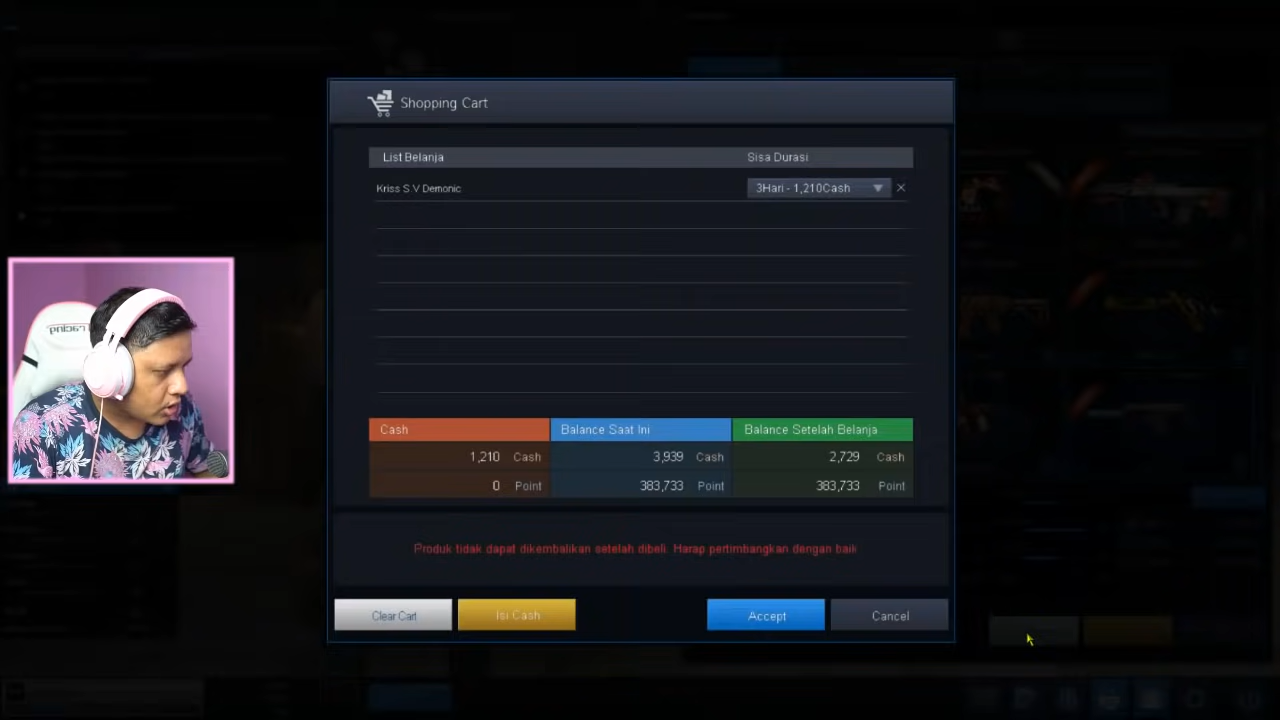 Shopping Cart
List Belanja Sisa Durasi
Kriss S.V Demonic 3Hari - 1,210Cash
Cash Balance Saat Ini Balance Setelah Belanja
1,210 Cash 3,939 Cash 2,729 Cash
0 Point 383,733 Point 383,733 Point
racing
Produk tidak dapat dikembalikan setelah dibeli. Harap pertimbangkan dengan baik
Clear Cart Isi Cash Accept Cancel